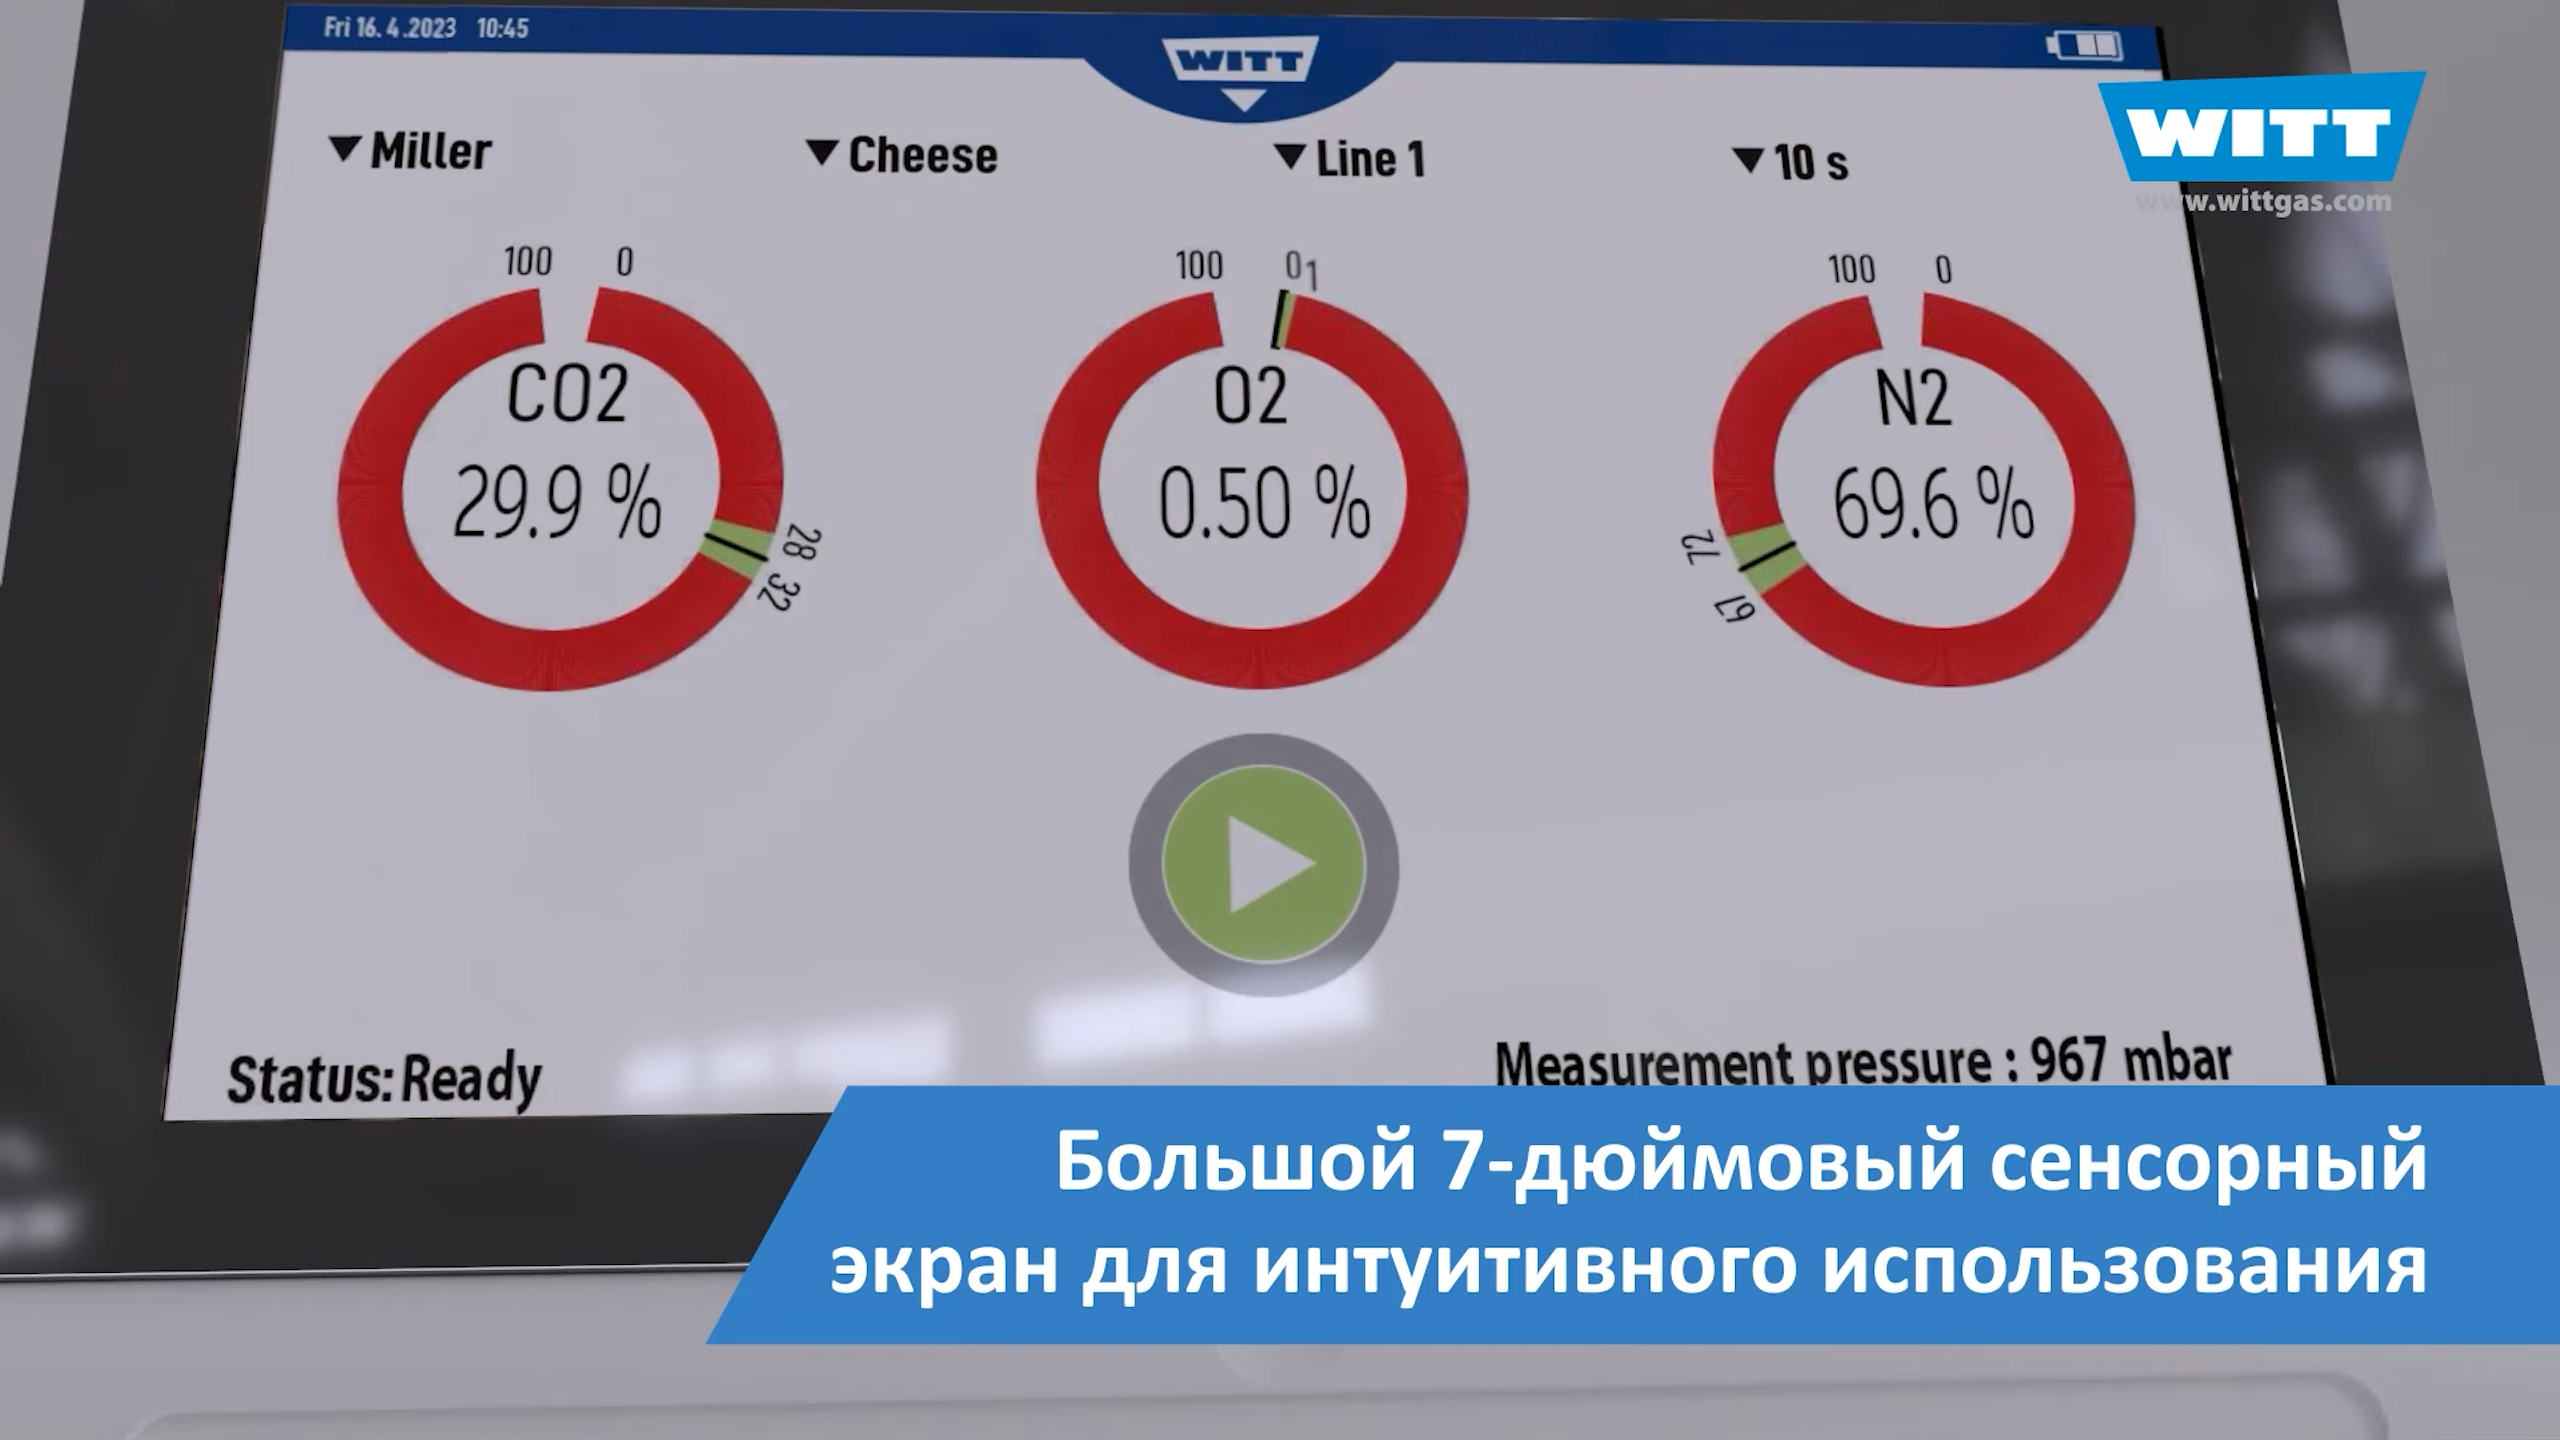 Fri 16. 4 .2023 10:45
WITT
WITT
www.wittgas.com
Miller
Cheese
Line 1
10 s
100 0
100 0 1
100 0
CO2
29.9 %
28 32
O2
0.50 %
N2
69.6 %
72 67
Status: Ready
Measurement pressure : 967 mbar
Большой 7-дюймовый сенсорный
экран для интуитивного использования